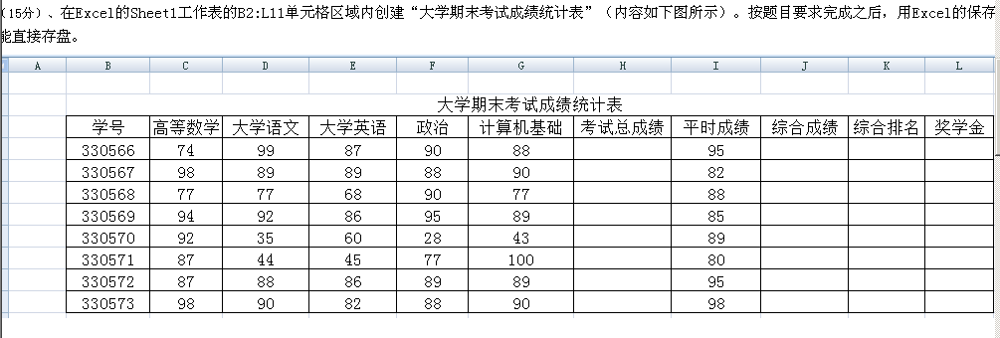 (15分)、在Excel的Sheet1工作表的B2:L11单元格区域内创建“大学期末考试成绩统计表”(内容如下图所示)。按题目要求完成之后,用Excel的保存
能直接存盘。
A B C D E F G H I J K L
大学期末考试成绩统计表
学号 高等数学 大学语文 大学英语 政治 计算机基础 考试总成绩 平时成绩 综合成绩 综合排名 奖学金
330566 74 99 87 90 88 95
330567 98 89 89 88 90 82
330568 77 77 68 90 77 88
330569 94 92 86 95 89 85
330570 92 35 60 28 43 89
330571 87 44 45 77 100 80
330572 87 88 86 89 89 95
330573 98 90 82 88 90 98